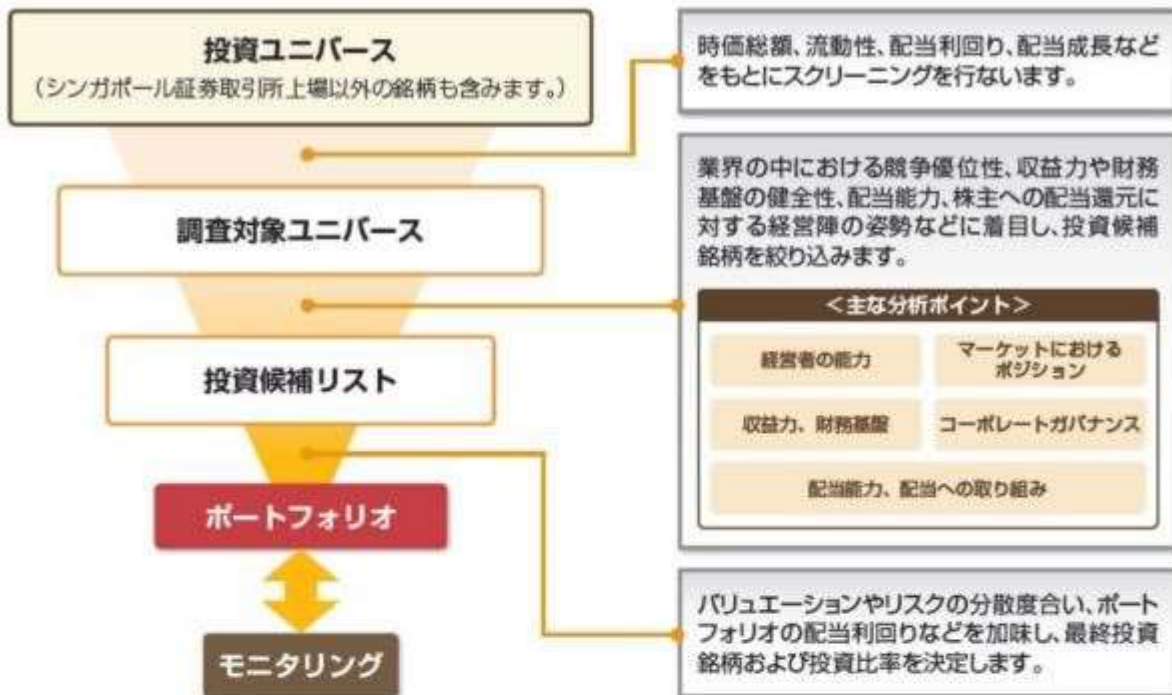 投資ユニバース
(シンガポール証券取引所上場以外の銘柄も含みます。)
時価総額、流動性、配当利回り、配当成長など
をもとにスクリーニングを行ないます。
調査対象ユニバース
業界の中における競争優位性、収益力や財務
基盤の健全性、配当能力、株主への配当還元に
対する経営陣の姿勢などに着目し、投資候補
銘柄を絞り込みます。
<主な分析ポイント>
経営者の能力
マーケットにおける
ポジション
収益力、財務基盤
コーポレートガバナンス
配当能力、配当への取り組み
投資候補リスト
バリュエーションやリスクの分散度合い、ポート
フォリオの配当利回りなどを加味し、最終投資
銘柄および投資比率を決定します。
ポートフォリオ
モニタリング